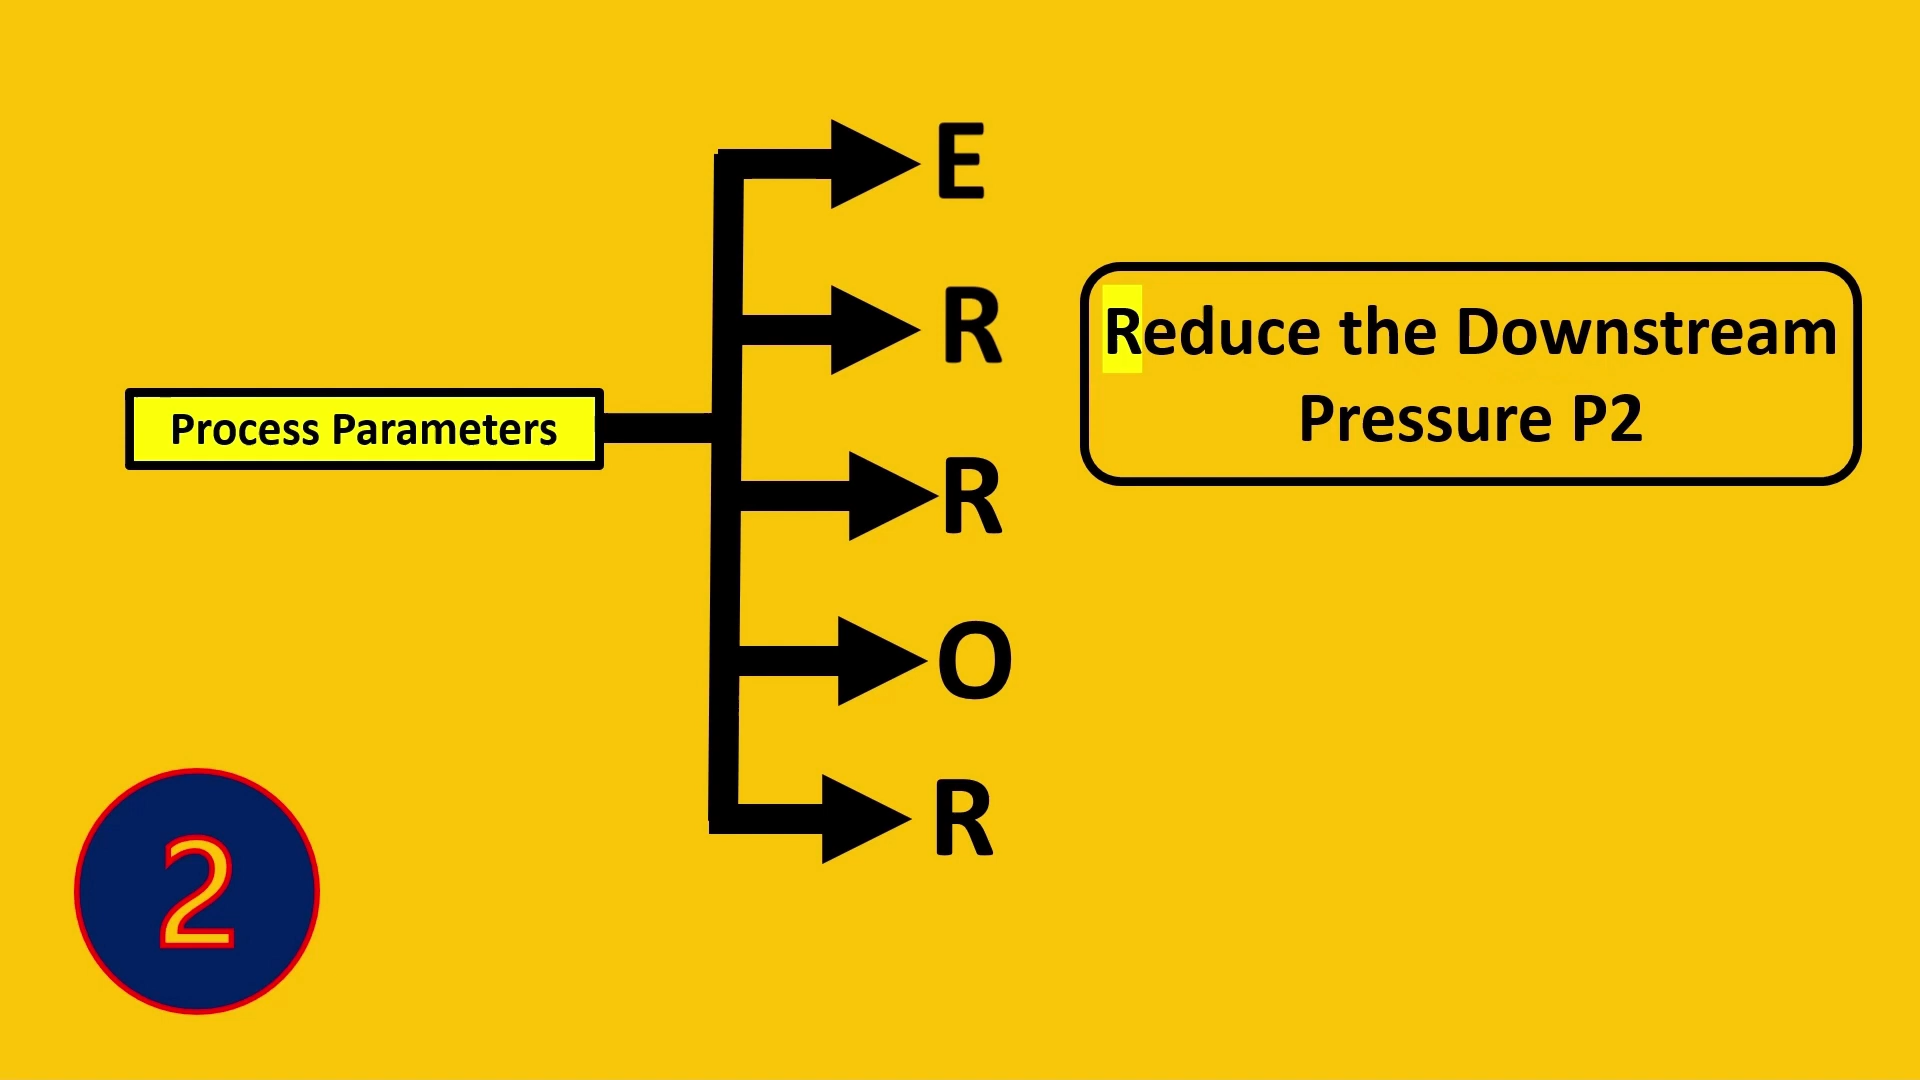 E
R
Reduce the Downstream
Pressure P2
Process Parameters
R
O
R
2